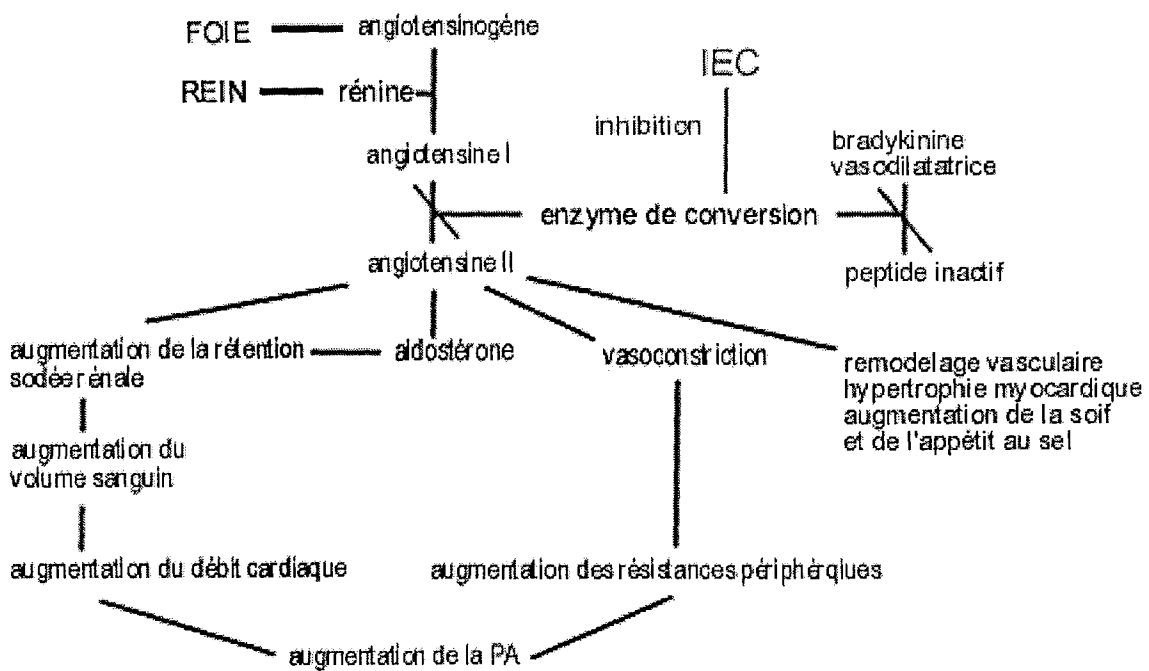 FOIE
angiotensinogéne
REIN
rénine
IEC
inhibition
angiotensine I
bradykinine
vasodilatatrice
enzyme de conversion
angiotensine II
peptide inactif
augmentation de la rétention
sodée rénale
aldostérone
vasoconstriction
remodelage vasculaire
hypertrophie myocardique
augmentation de la soif
et de l'appétit au sel
augmentation du
volume sanguin
augmentation du débit cardiaque
augmentation des résistances périphérqiues
augmentation de la PA